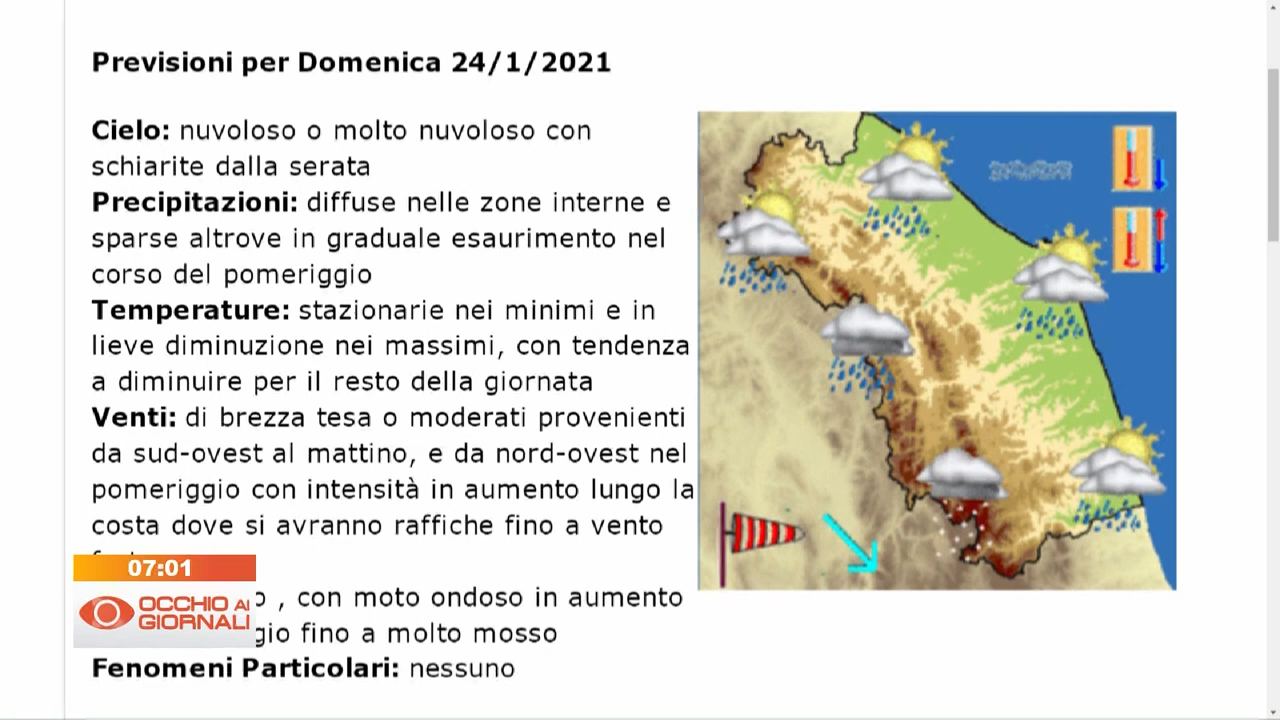 Previsioni per Domenica 24/1/2021
Cielo: nuvoloso o molto nuvoloso con
schiarite dalla serata
Precipitazioni: diffuse nelle zone interne e
sparse altrove in graduale esaurimento nel
corso del pomeriggio
Temperature: stazionarie nei minimi e in
lieve diminuzione nei massimi, con tendenza
a diminuire per il resto della giornata
Venti: di brezza tesa o moderati provenienti
da sud-ovest al mattino, e da nord-ovest nel
pomeriggio con intensità in aumento lungo la
costa dove si avranno raffiche fino a vento
o , con moto ondoso in aumento
gio fino a molto mosso
Fenomeni Particolari: nessuno
07:01
OCCHIO AI
GIORNALI